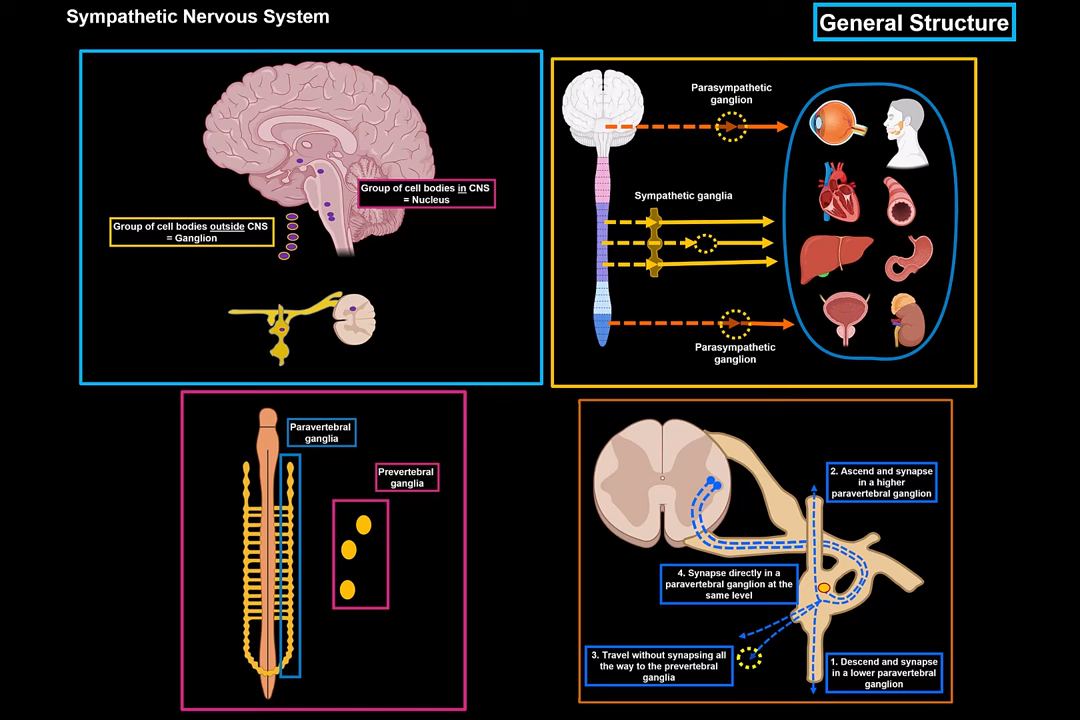 Sympathetic Nervous System
General Structure
Group of cell bodies in CNS
= Nucleus
Group of cell bodies outside CNS
= Ganglion
Parasympathetic
ganglion
Sympathetic ganglia
Parasympathetic
ganglion
Paravertebral
ganglia
Prevertebral
ganglia
2. Ascend and synapse
in a higher
paravertebral ganglion
4. Synapse directly in a
paravertebral ganglion at the
same level
3. Travel without synapsing all
the way to the prevertebral
ganglia
1. Descend and synapse
in a lower paravertebral
ganglion